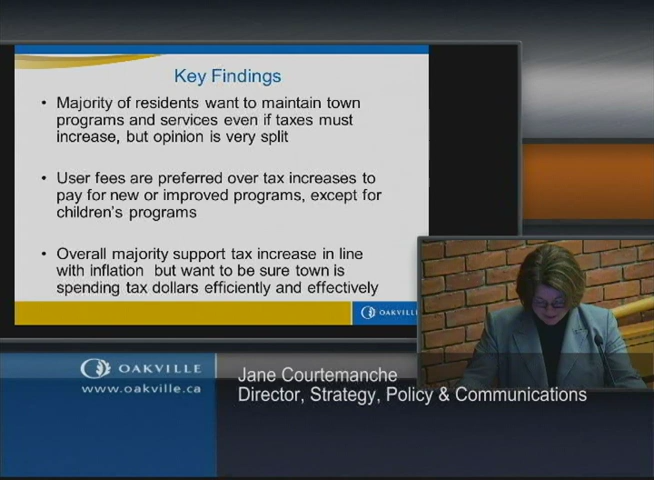 Key Findings
• Majority of residents want to maintain town
programs and services even if taxes must
increase, but opinion is very split
• User fees are preferred over tax increases to
pay for new or improved programs, except for
children's programs
• Overall majority support tax increase in line
with inflation but want to be sure town is
spending tax dollars efficiently and effectively
OAKVILLE
OAKVILLE
www.oakville.ca
Jane Courtemanche
Director, Strategy, Policy & Communications